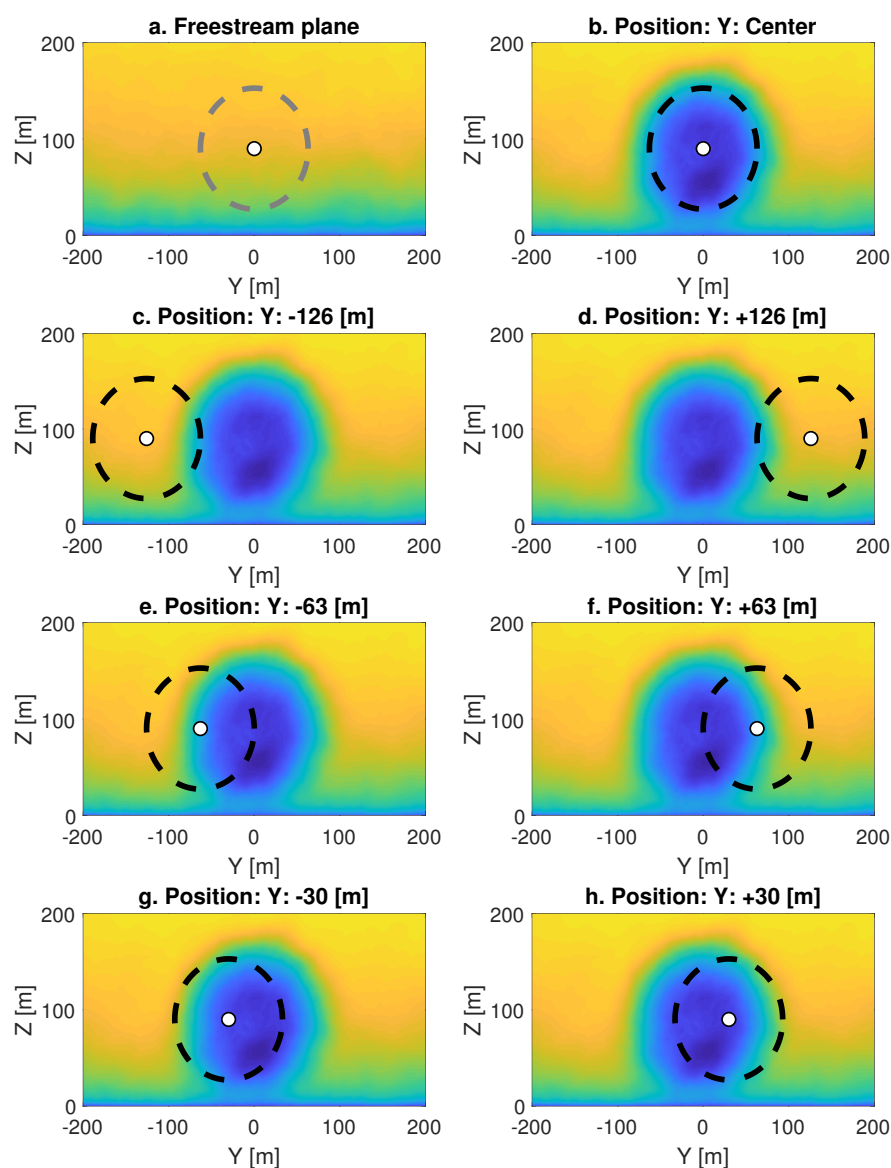 a. Freestream plane
b. Position: Y: Center
200
100
0
Z [m]
-200 -100 0 100 200
Y [m]
200
100
0
Z [m]
-200 -100 0 100 200
Y [m]
c. Position: Y: -126 [m]
d. Position: Y: +126 [m]
200
100
0
Z [m]
-200 -100 0 100 200
Y [m]
200
100
0
Z [m]
-200 -100 0 100 200
Y [m]
e. Position: Y: -63 [m]
f. Position: Y: +63 [m]
200
100
0
Z [m]
-200 -100 0 100 200
Y [m]
200
100
0
Z [m]
-200 -100 0 100 200
Y [m]
g. Position: Y: -30 [m]
h. Position: Y: +30 [m]
200
100
0
Z [m]
-200 -100 0 100 200
Y [m]
200
100
0
Z [m]
-200 -100 0 100 200
Y [m]